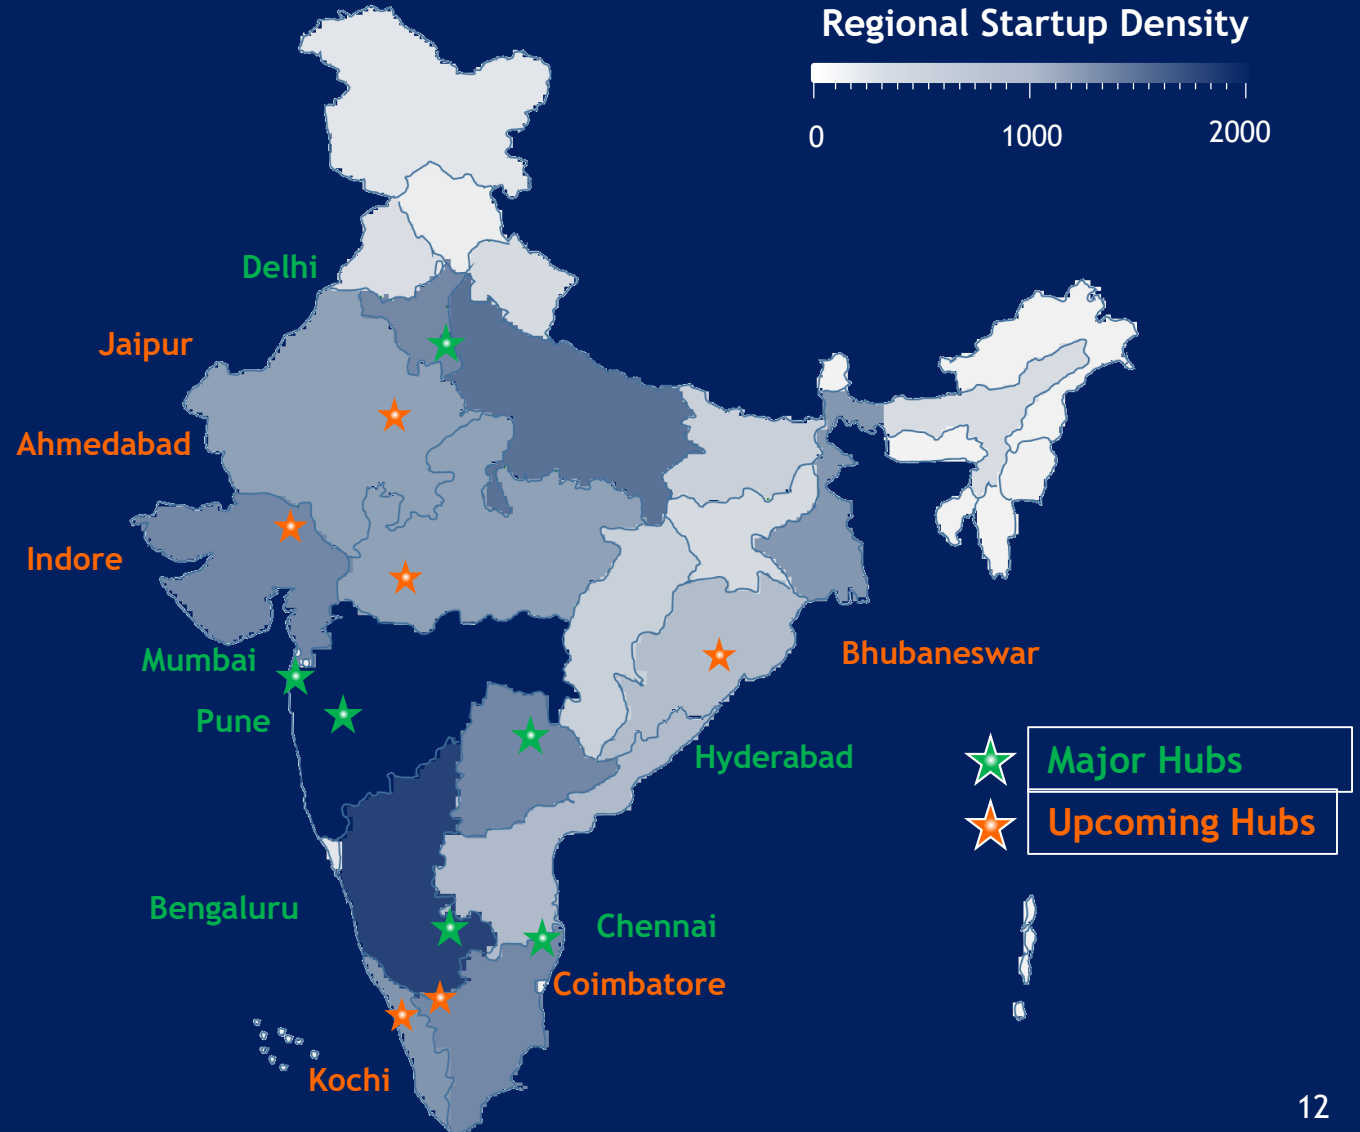 Regional Startup Density
0
1000
2000
Delhi
Jaipur
Ahmedabad
Indore
Mumbai
Pune
Bhubaneswar
Hyderabad
Major Hubs
Upcoming Hubs
Bengaluru
Chennai
Coimbatore
Kochi
12